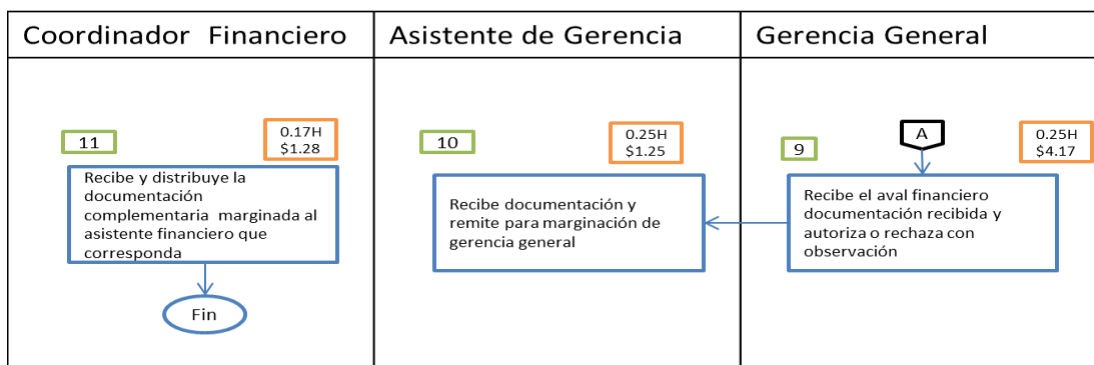 Coordinador Financiero
Asistente de Gerencia
Gerencia General
11
0.17H
$1.28
Recibe y distribuye la
documentación
complementaria marginada al
asistente financiero que
corresponda
Fin
10
0.25H
$1.25
Recibe documentación y
remite para marginación de
gerencia general
9
A
0.25H
$4.17
Recibe el aval financiero
documentación recibida y
autoriza o rechaza con
observación